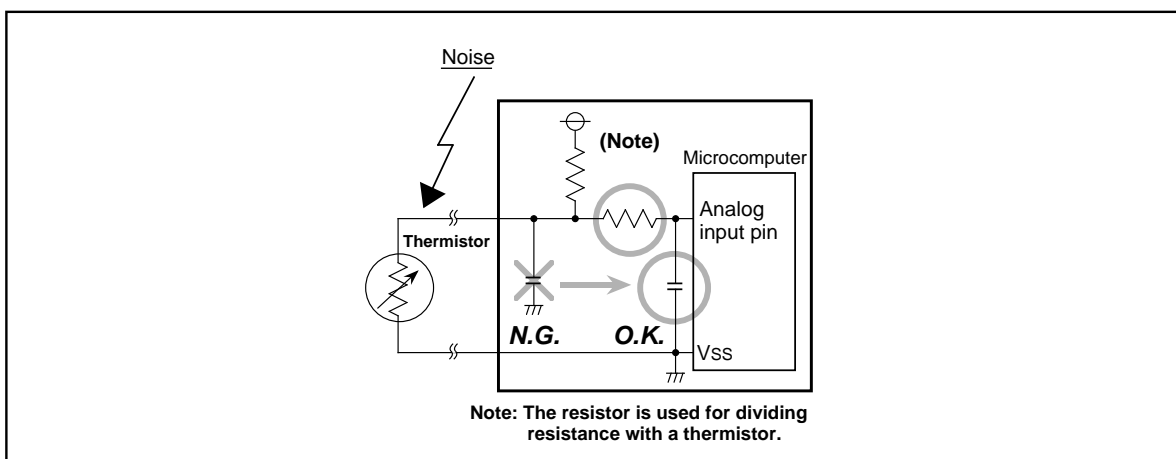 Noise
(Note)
Microcomputer
Analog
input pin
Thermistor
N.G.
O.K.
VSS
Note: The resistor is used for dividing
resistance with a thermistor.